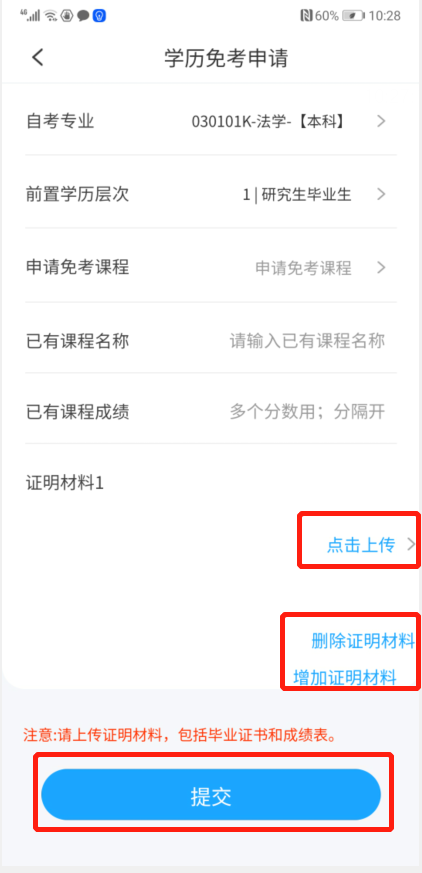 4G 60% 10:28
学历免考申请
自考专业 030101K-法学-【本科】
前置学历层次 1|研究生毕业生
申请免考课程 申请免考课程
已有课程名称 请输入已有课程名称
已有课程成绩 多个分数用；分隔开
证明材料1
点击上传
删除证明材料
增加证明材料
注意:请上传证明材料，包括毕业证书和成绩表。
提交